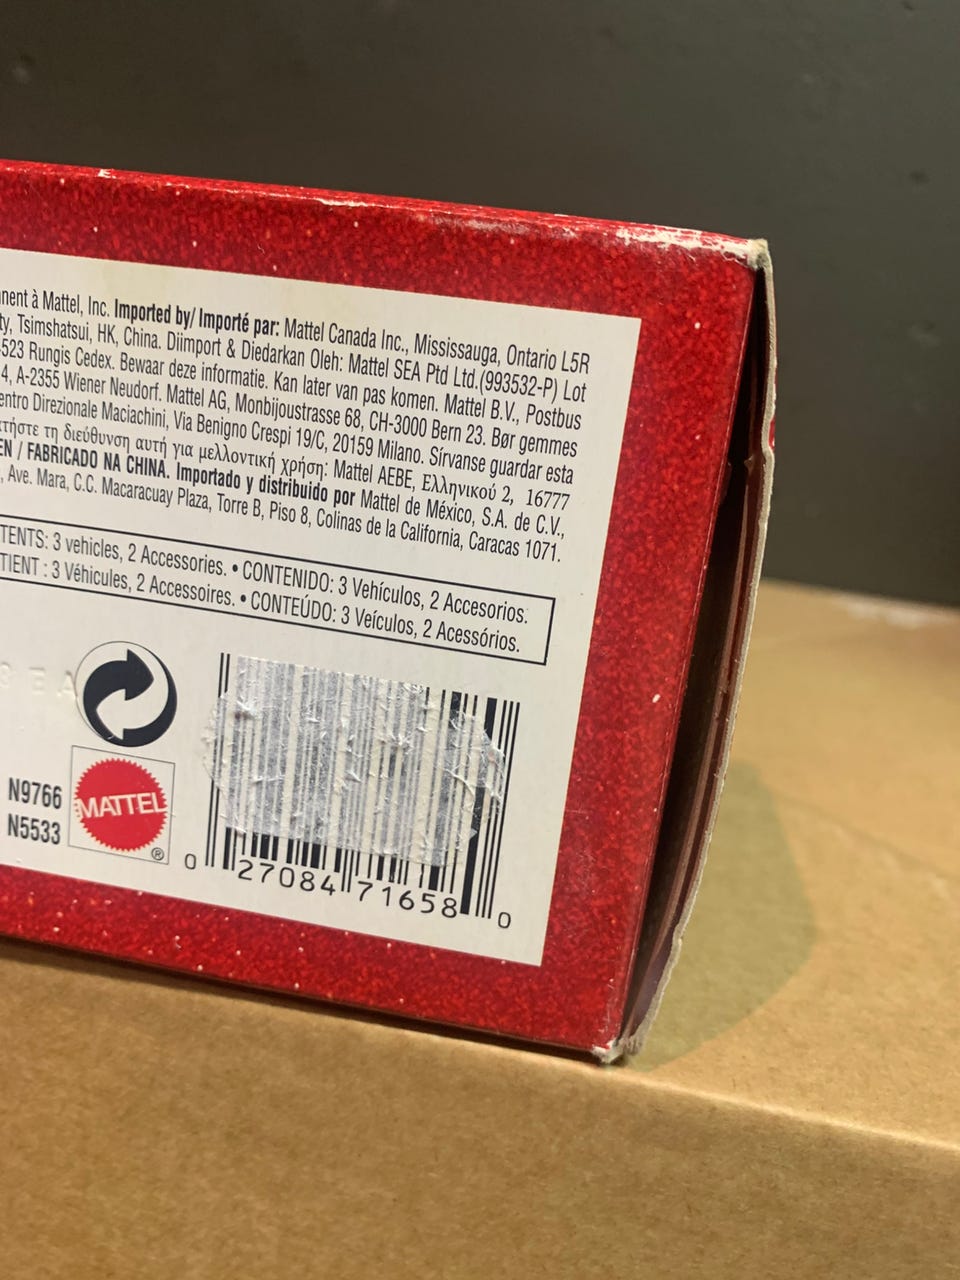 à Mattel, Inc. Imported by/ Importé par: Mattel Canada Inc., Mississauga, Ontario L5R
Tsimshatsui, HK, China. Diimport & Diedarkan Oleh: Mattel SEA Ptd Ltd.(993532-P) Lot
523 Rungis Cedex. Bewaar deze informatie. Kan later van pas komen. Mattel B.V., Postbus
4, A-2355 Wiener Neudorf. Mattel AG, Monbijoustrasse 68, CH-3000 Bern 23. Bør gemmes
entro Direzionale Maciachini, Via Benigno Crespi 19/C, 20159 Milano. Sírvanse guardar esta
τήστε τη διεύθυνση αυτή για μελλοντική χρήση: Mattel AEBE, Ελληνικού 2, 16777
EN / FABRICADO NA CHINA. Importado y distribuido por Mattel de México, S.A. de C.V.,
, Ave. Mara, C.C. Macaracuay Plaza, Torre B, Piso 8, Colinas de la California, Caracas 1071.
TENTS: 3 vehicles, 2 Accessories. • CONTENIDO: 3 Vehículos, 2 Accesorios.
TIENT : 3 Véhicules, 2 Accessoires. • CONTEÚDO: 3 Veículos, 2 Acessórios.
E A
N9766
N5533
MATTEL
®
0 27084 71658 0